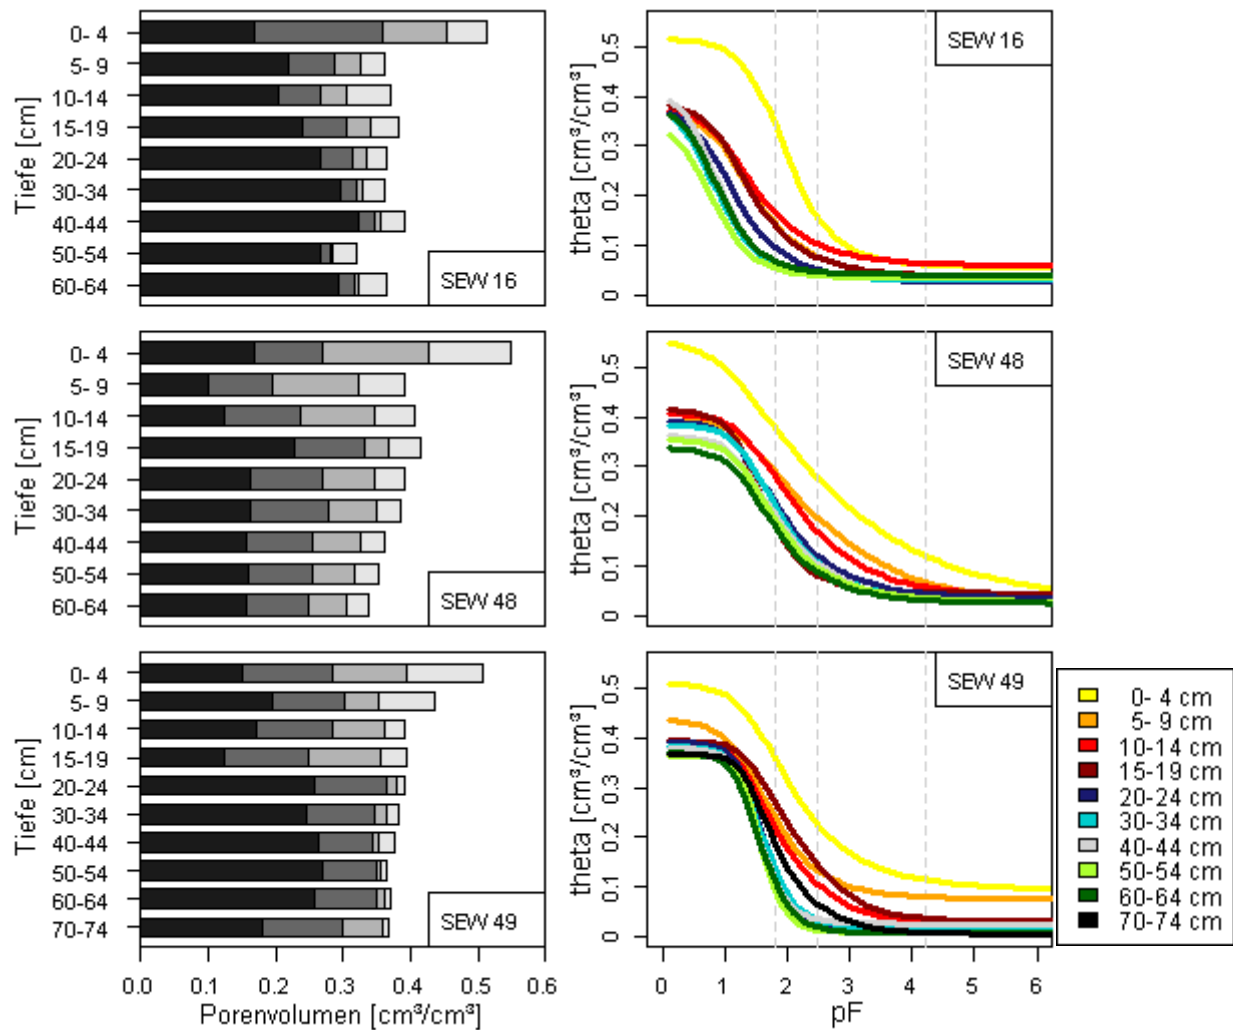 Tiefe [cm]
0- 4
5- 9
10-14
15-19
20-24
30-34
40-44
50-54
60-64
SEW 16
theta [cm³/cm³]
0.5
0.4
0.3
0.2
0.1
0
SEW 16
Tiefe [cm]
0- 4
5- 9
10-14
15-19
20-24
30-34
40-44
50-54
60-64
SEW 48
theta [cm³/cm³]
0.5
0.4
0.3
0.2
0.1
0
SEW 48
Tiefe [cm]
0- 4
5- 9
10-14
15-19
20-24
30-34
40-44
50-54
60-64
70-74
SEW 49
0.0 0.1 0.2 0.3 0.4 0.5 0.6
Porenvolumen [cm³/cm³]
theta [cm³/cm³]
0.5
0.4
0.3
0.2
0.1
0
SEW 49
0 1 2 3 4 5 6
pF
0- 4 cm
5- 9 cm
10-14 cm
15-19 cm
20-24 cm
30-34 cm
40-44 cm
50-54 cm
60-64 cm
70-74 cm